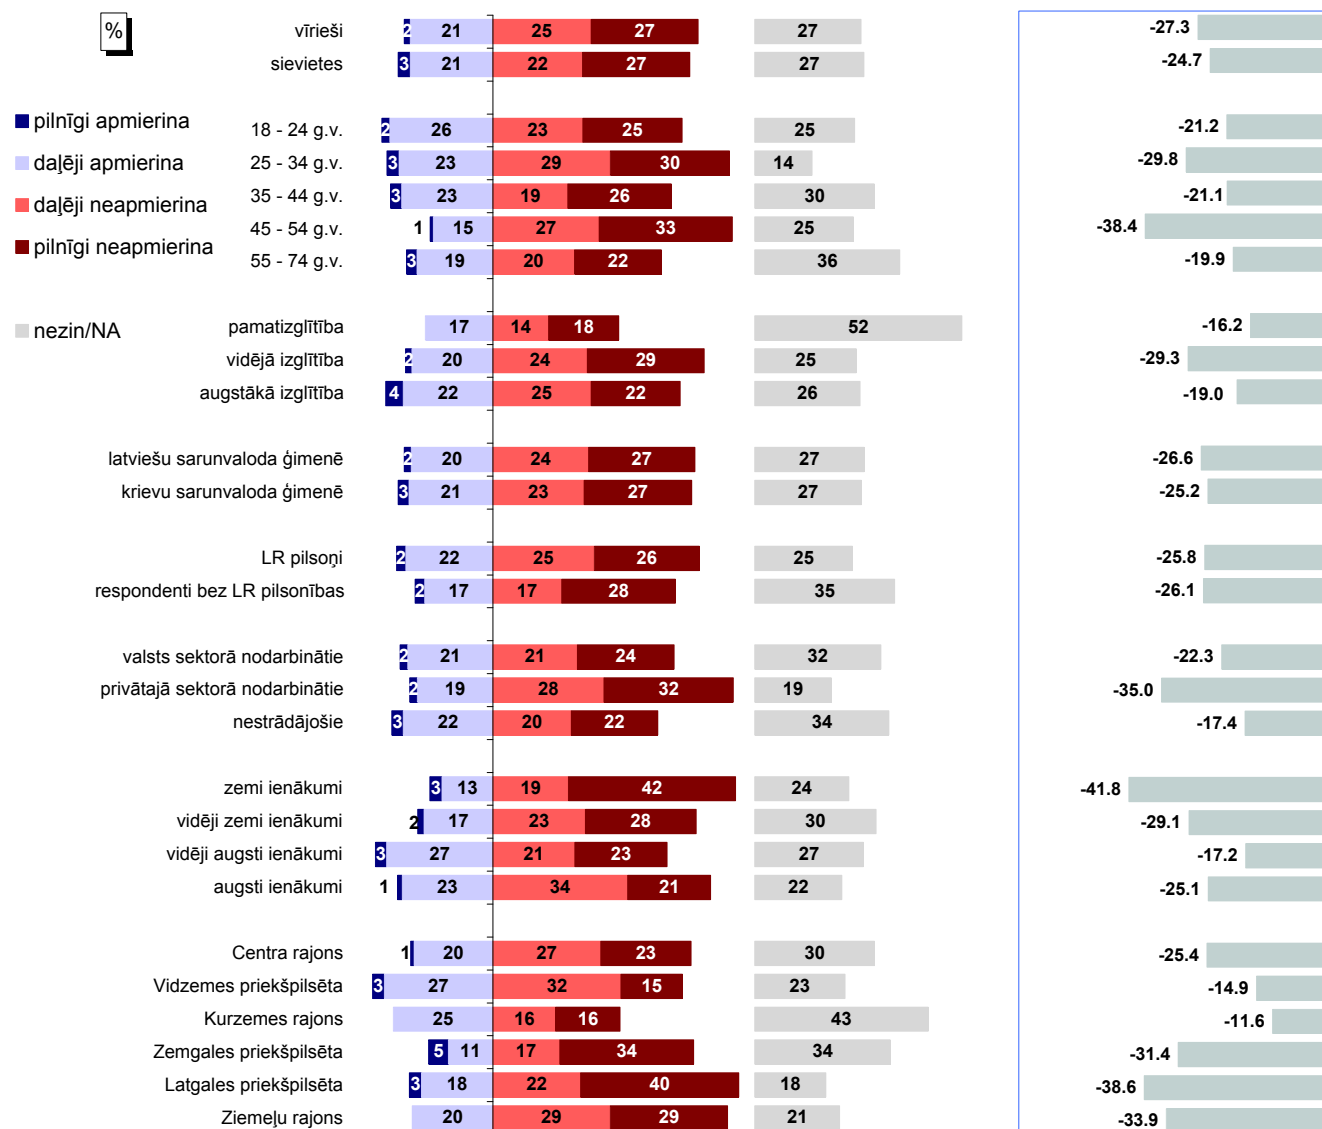 %
pilnīgi apmierina
daļēji apmierina
daļēji neapmierina
pilnīgi neapmierina
nezin/NA
vīrieši 2 21 25 27 27 -27.3
sievietes 3 21 22 27 27 -24.7
18 - 24 g.v. 2 26 23 25 25 -21.2
25 - 34 g.v. 3 23 29 30 14 -29.8
35 - 44 g.v. 3 23 19 26 30 -21.1
45 - 54 g.v. 1 15 27 33 25 -38.4
55 - 74 g.v. 3 19 20 22 36 -19.9
pamatizglītība 17 14 18 52 -16.2
vidējā izglītība 2 20 24 29 25 -29.3
augstākā izglītība 4 22 25 22 26 -19.0
latviešu sarunvaloda ģimenē 2 20 24 27 27 -26.6
krievu sarunvaloda ģimenē 3 21 23 27 27 -25.2
LR pilsoņi 2 22 25 26 25 -25.8
respondenti bez LR pilsonības 2 17 17 28 35 -26.1
valsts sektorā nodarbinātie 2 21 21 24 32 -22.3
privātajā sektorā nodarbinātie 2 19 28 32 19 -35.0
nestrādājošie 3 22 20 22 34 -17.4
zemi ienākumi 3 13 19 42 24 -41.8
vidēji zemi ienākumi 2 17 23 28 30 -29.1
vidēji augsti ienākumi 3 27 21 23 27 -17.2
augsti ienākumi 1 23 34 21 22 -25.1
Centra rajons 1 20 27 23 30 -25.4
Vidzemes priekšpilsēta 3 27 32 15 23 -14.9
Kurzemes rajons 25 16 16 43 -11.6
Zemgales priekšpilsēta 5 11 17 34 34 -31.4
Latgales priekšpilsēta 3 18 22 40 18 -38.6
Ziemeļu rajons 20 29 29 21 -33.9